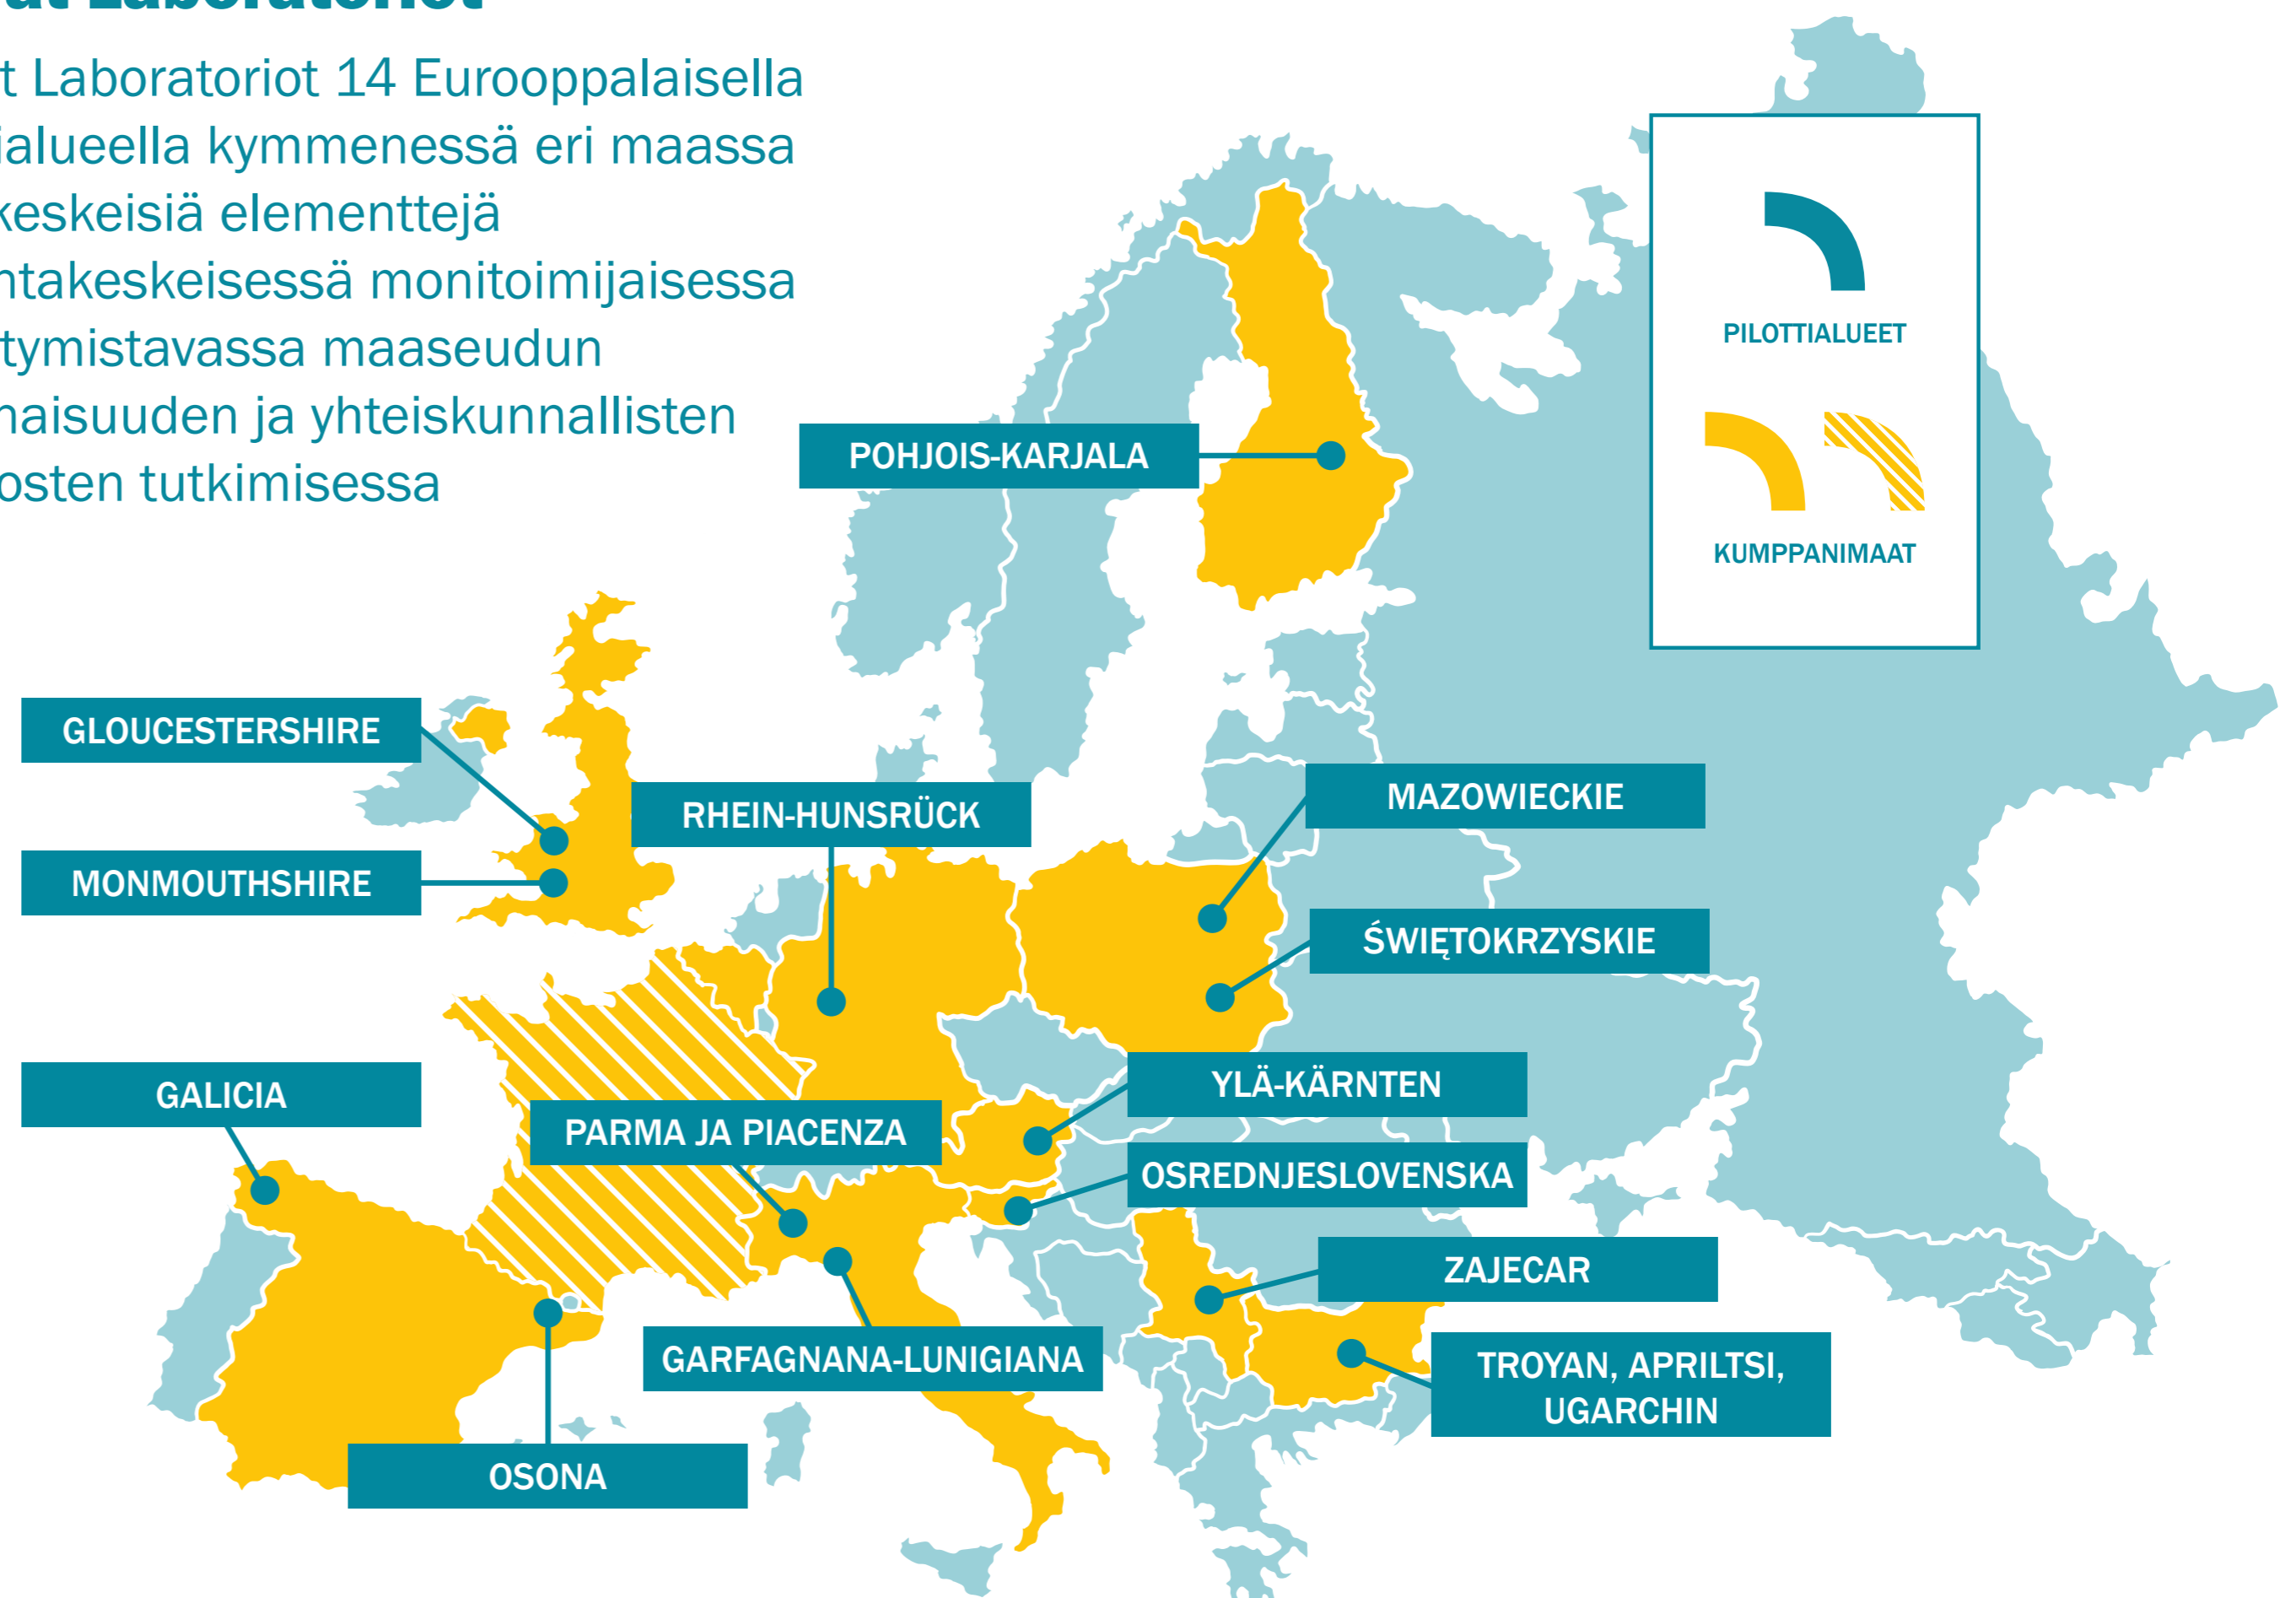 Laboratoriot
t Laboratoriot 14 Eurooppalaisella
ialueella kymmenessä eri maassa
keskeisiä elementtejä
ntakeskeisessä monitoimijaisessa
tymistavassa maaseudun
naisuuden ja yhteiskunnallisten
osten tutkimisessa
PILOTTIALUEET
KUMPPANIMAAT
POHJOIS-KARJALA
GLOUCESTERSHIRE
RHEIN-HUNSRÜCK
MAZOWIECKIE
MONMOUTHSHIRE
ŚWIĘTOKRZYSKIE
GALICIA
YLÄ-KÄRNTEN
PARMA JA PIACENZA
OSREDNJESLOVENSKA
ZAJECAR
GARFAGNANA-LUNIGIANA
TROYAN, APRILTSI,
UGARCHIN
OSONA